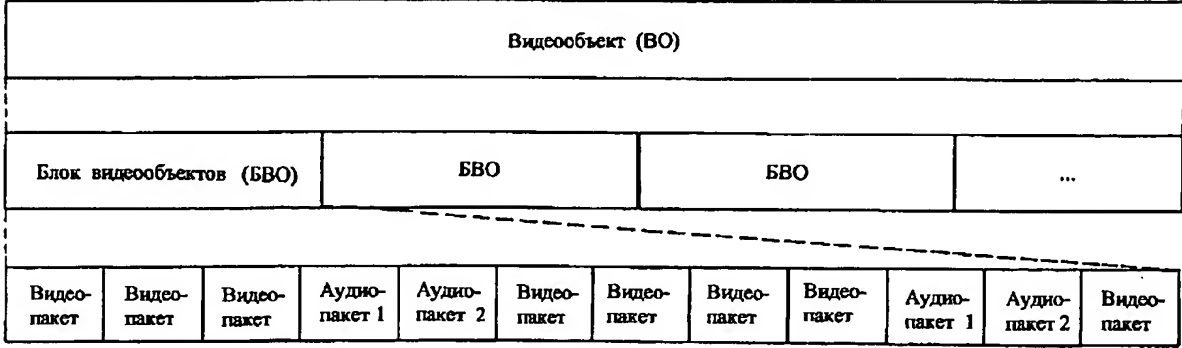 Видеообъект (ВО)
Блок видеообъектов (БВО) БВО БВО ...
Видео- Видео- Видео- Аудио- Аудио- Видео- Видео- Видео- Видео- Аудио- Аудио- Видео-
пакет пакет пакет пакет 1 пакет 2 пакет пакет пакет пакет пакет 1 пакет 2 пакет